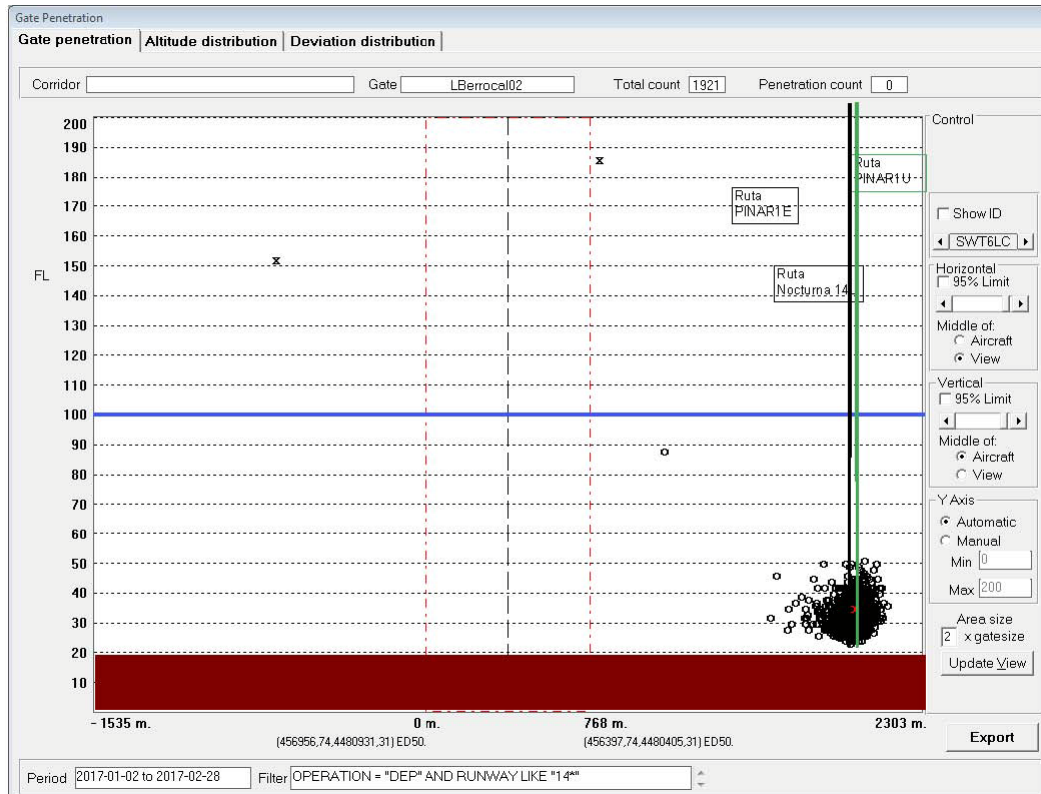 Gate Penetration
Gate penetration Altitude distribution Deviation distribution
Corridor Gate LBerrocal02 Total count 1921 Penetration count 0
Control
200
190
180
170
160
150
140
130
120
110
100
90
80
70
60
50
40
30
20
10
FL
Ruta
PINAR1U
Ruta
PINAR1E
Ruta
Nocturna 14
Show ID
SWT6LC
Horizontal
95% Limit
Middle of:
Aircraft
View
Vertical
95% Limit
Middle of:
Aircraft
View
Y Axis
Automatic
Manual
Min 0
Max 200
Area size
2 x gatesize
Update View
- 1535 m. 0 m. 768 m. 2303 m.
(456956,74,4480931,31) ED50. (456397,74,4480405,31) ED50.
Export
Period 2017-01-02 to 2017-02-28 Filter OPERATION = "DEP" AND RUNWAY LIKE "14*"